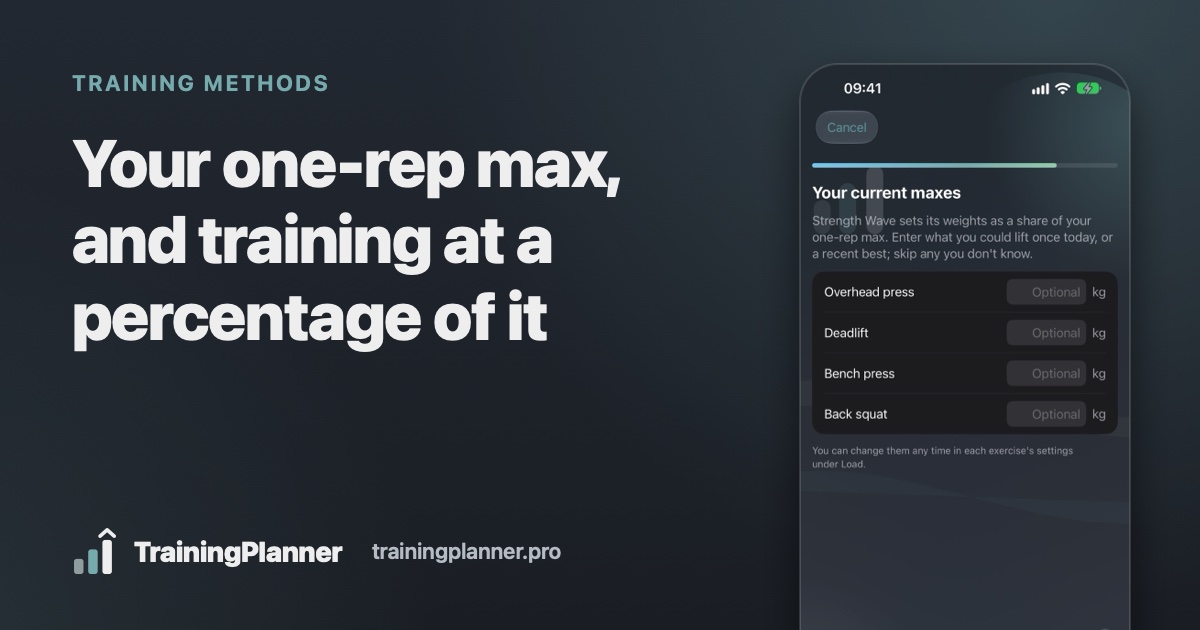 TRAINING METHODS
Your one-rep max,
and training at a
percentage of it
TrainingPlanner
trainingplanner.pro
09:41
Cancel
Your current maxes
Strength Wave sets its weights as a share of your
one-rep max. Enter what you could lift once today, or
a recent best; skip any you don't know.
Overhead press Optional kg
Deadlift Optional kg
Bench press Optional kg
Back squat Optional kg
You can change them any time in each exercise's settings
under Load.